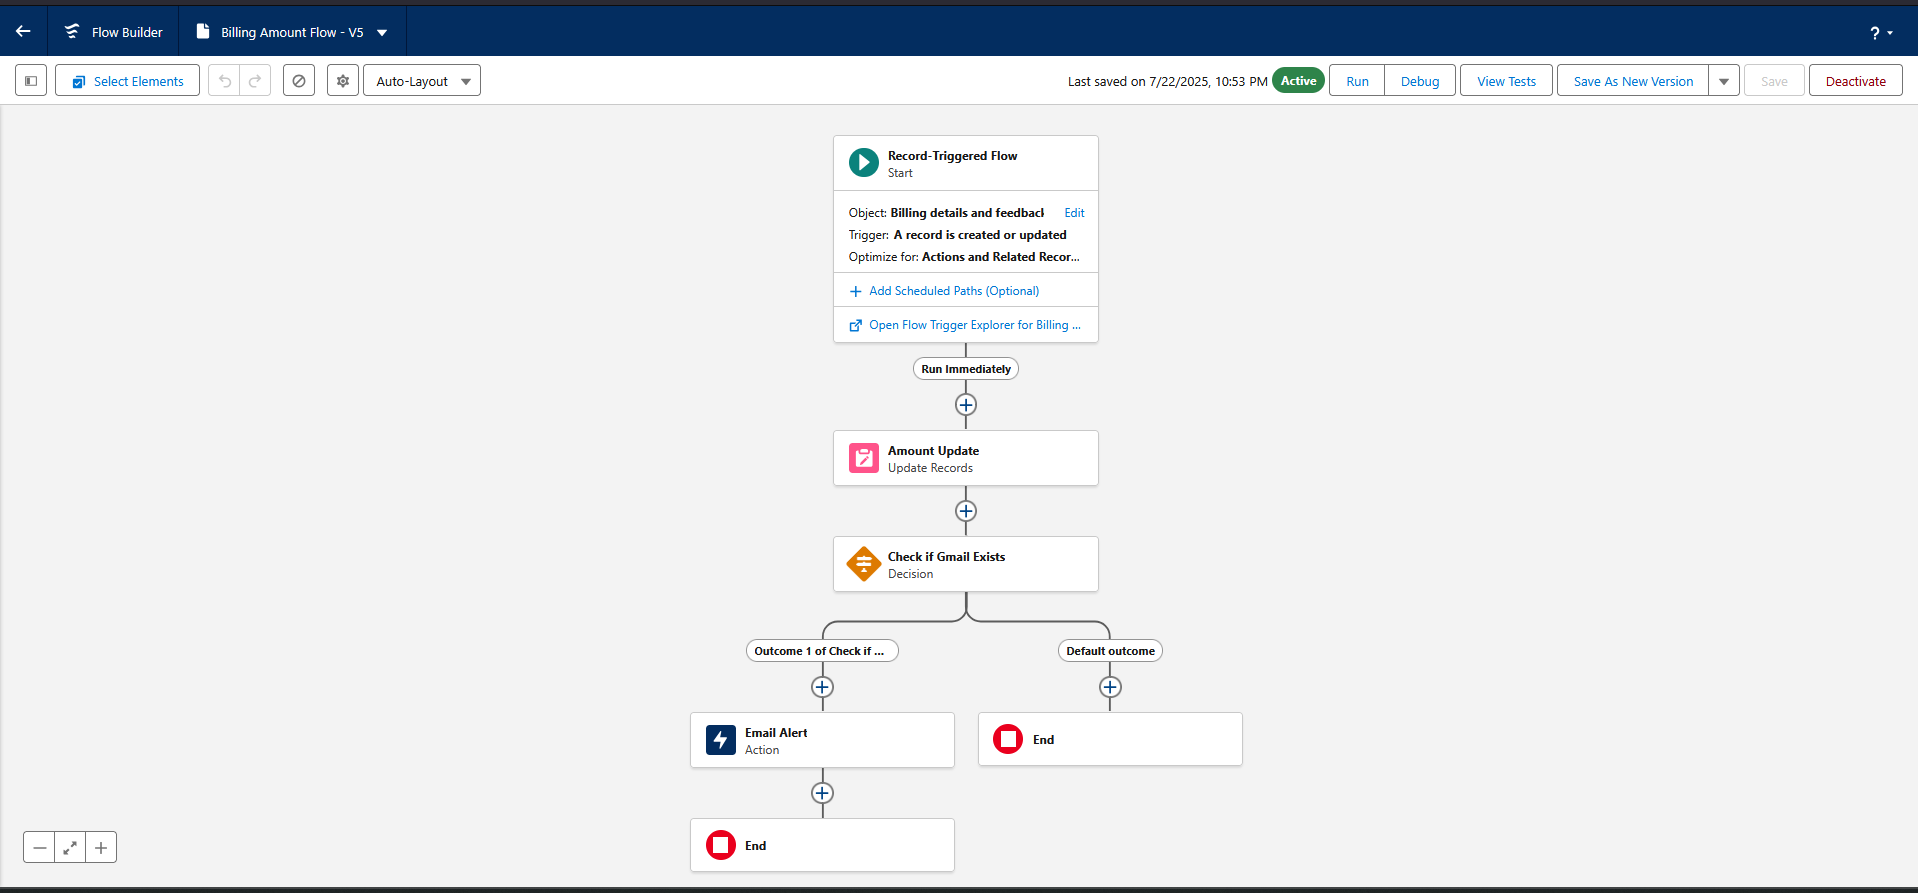 Flow Builder
Billing Amount Flow - V5
?
Select Elements
Auto-Layout
Last saved on 7/22/2025, 10:53 PM
Active
Run
Debug
View Tests
Save As New Version
Save
Deactivate
Record-Triggered Flow
Start
Object: Billing details and feedback
Edit
Trigger: A record is created or updated
Optimize for: Actions and Related Recor...
Add Scheduled Paths (Optional)
Open Flow Trigger Explorer for Billing ...
Run Immediately
Amount Update
Update Records
Check if Gmail Exists
Decision
Outcome 1 of Check if ...
Default outcome
Email Alert
Action
End
End